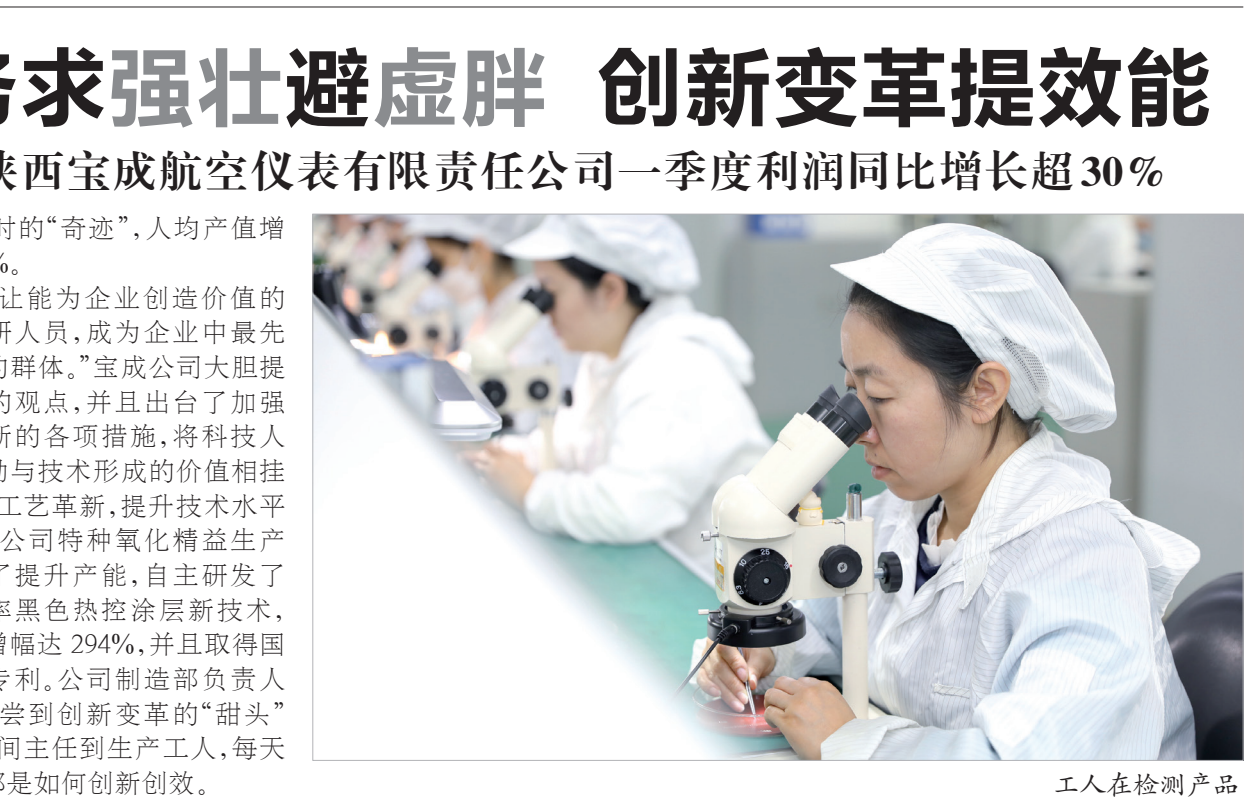 求强壮避虚胖 创新变革提效能
陕西宝成航空仪表有限责任公司一季度利润同比增长超30%
时的“奇迹”,人均产值增
%。
让能为企业创造价值的
研人员,成为企业中最先
的群体。”宝成公司大胆提
的观点,并且出台了加强
新的各项措施,将科技人
动与技术形成的价值相挂
工艺革新,提升技术水平
公司特种氧化精益生产
了提升产能,自主研发了
率黑色热控涂层新技术,
增幅达294%,并且取得国
专利。公司制造部负责人
尝到创新变革的“甜头”
间主任到生产工人,每天
都是如何创新创效。
工人在检测产品